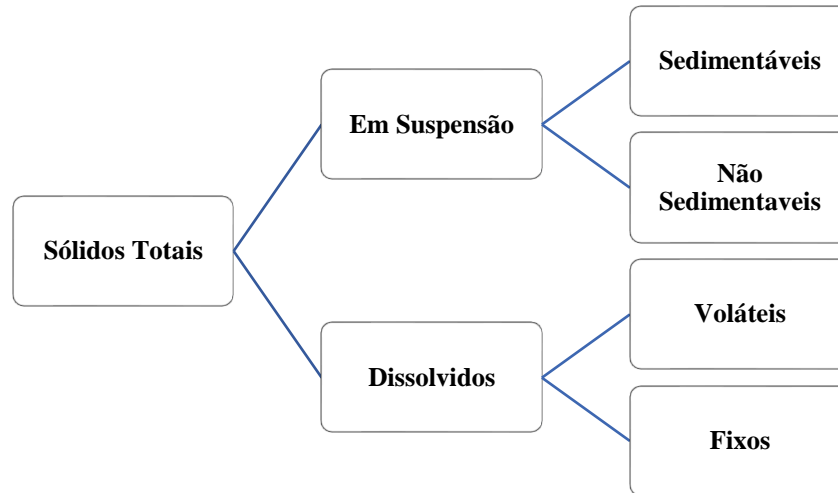 Sólidos Totais
Em Suspensão
Sedimentáveis
Não
Sedimentaveis
Dissolvidos
Voláteis
Fixos